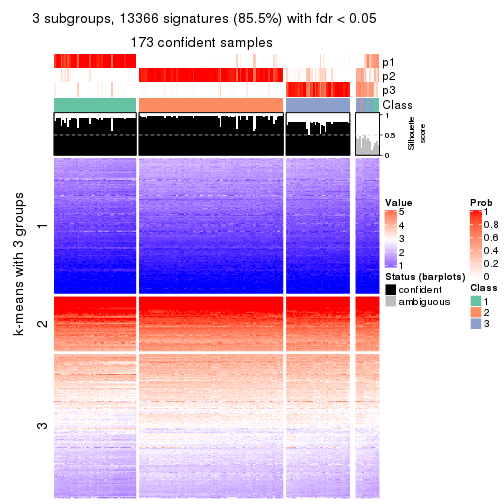 3 subgroups, 13366 signatures (85.5%) with fdr < 0.05
173 confident samples
p1
p2
p3
Class
1
0.5
0
Silhouette
score
k-means with 3 groups
1
2
3
Value
5
4
3
2
1
Status (barplots)
confident
ambiguous
Prob
1
0.8
0.6
0.4
0.2
0
Class
1
2
3